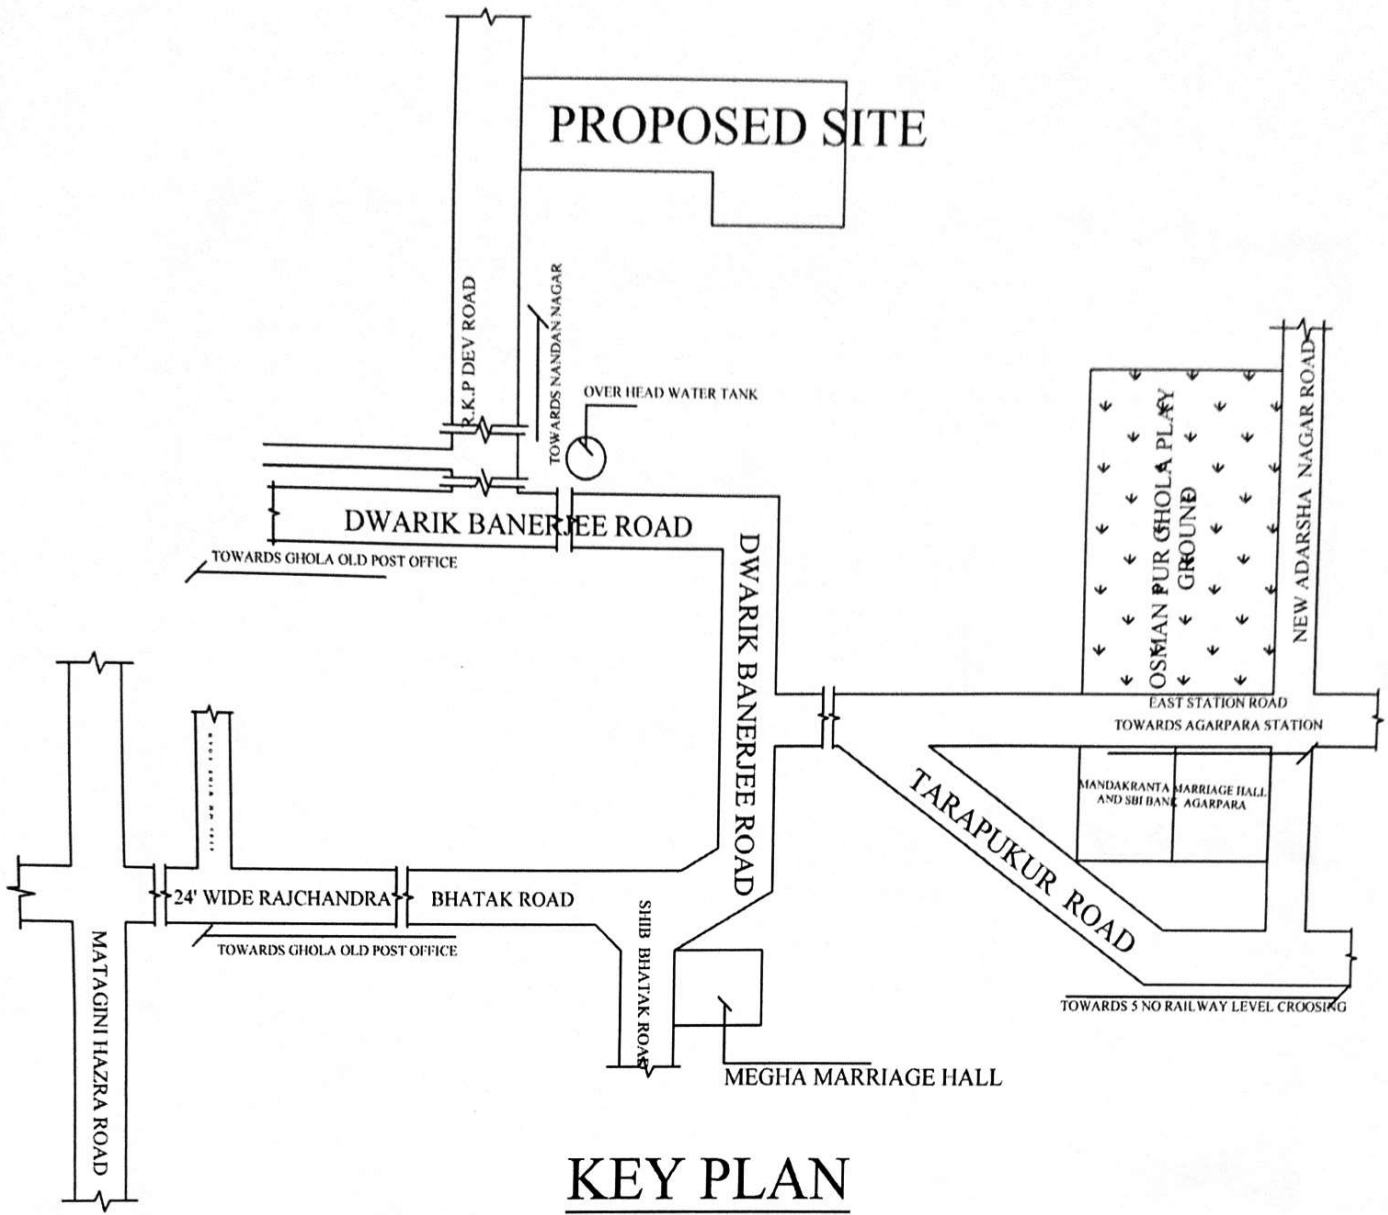 PROPOSED SITE
R.K.P DEV ROAD
TOWARDS NANDAN NAGAR
OVER HEAD WATER TANK
DWARIK BANERJEE ROAD
TOWARDS GHOLA OLD POST OFFICE
DWARIK BANERJEE ROAD
OSMAN PUR GHOLA PLAY
GROUND
NEW ADARSHA NAGAR ROAD
EAST STATION ROAD
TOWARDS AGARPARA STATION
MANDAKRANTA MARRIAGE HALL
AND SBI BANK AGARPARA
TARAPUKUR ROAD
TOWARDS 5 NO RAILWAY LEVEL CROOSING
24' WIDE RAJCHANDRA BHATAK ROAD
TOWARDS GHOLA OLD POST OFFICE
SHIB BHATAK ROAD
MATAGINI HAZRA ROAD
MEGHA MARRIAGE HALL
KEY PLAN